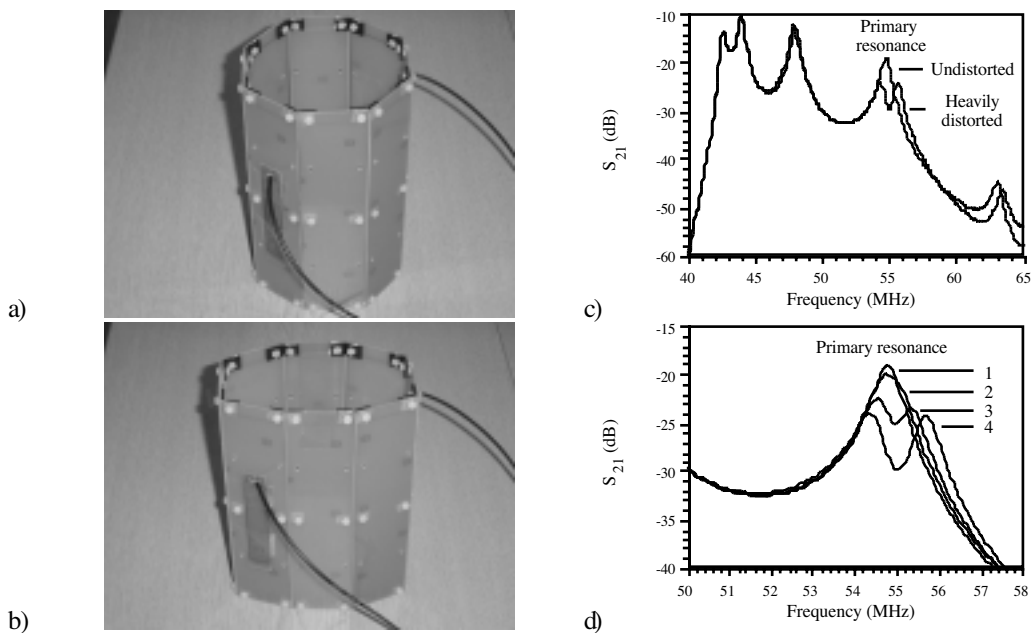 a)
b)
c)
S21 (dB)
-10
-20
-30
-40
-50
-60
40
45
50
55
60
65
Frequency (MHz)
Primary
resonance
Undistorted
Heavily
distorted
d)
S21 (dB)
-15
-20
-25
-30
-35
-40
50
51
52
53
54
55
56
57
58
Frequency (MHz)
Primary resonance
1
2
3
4